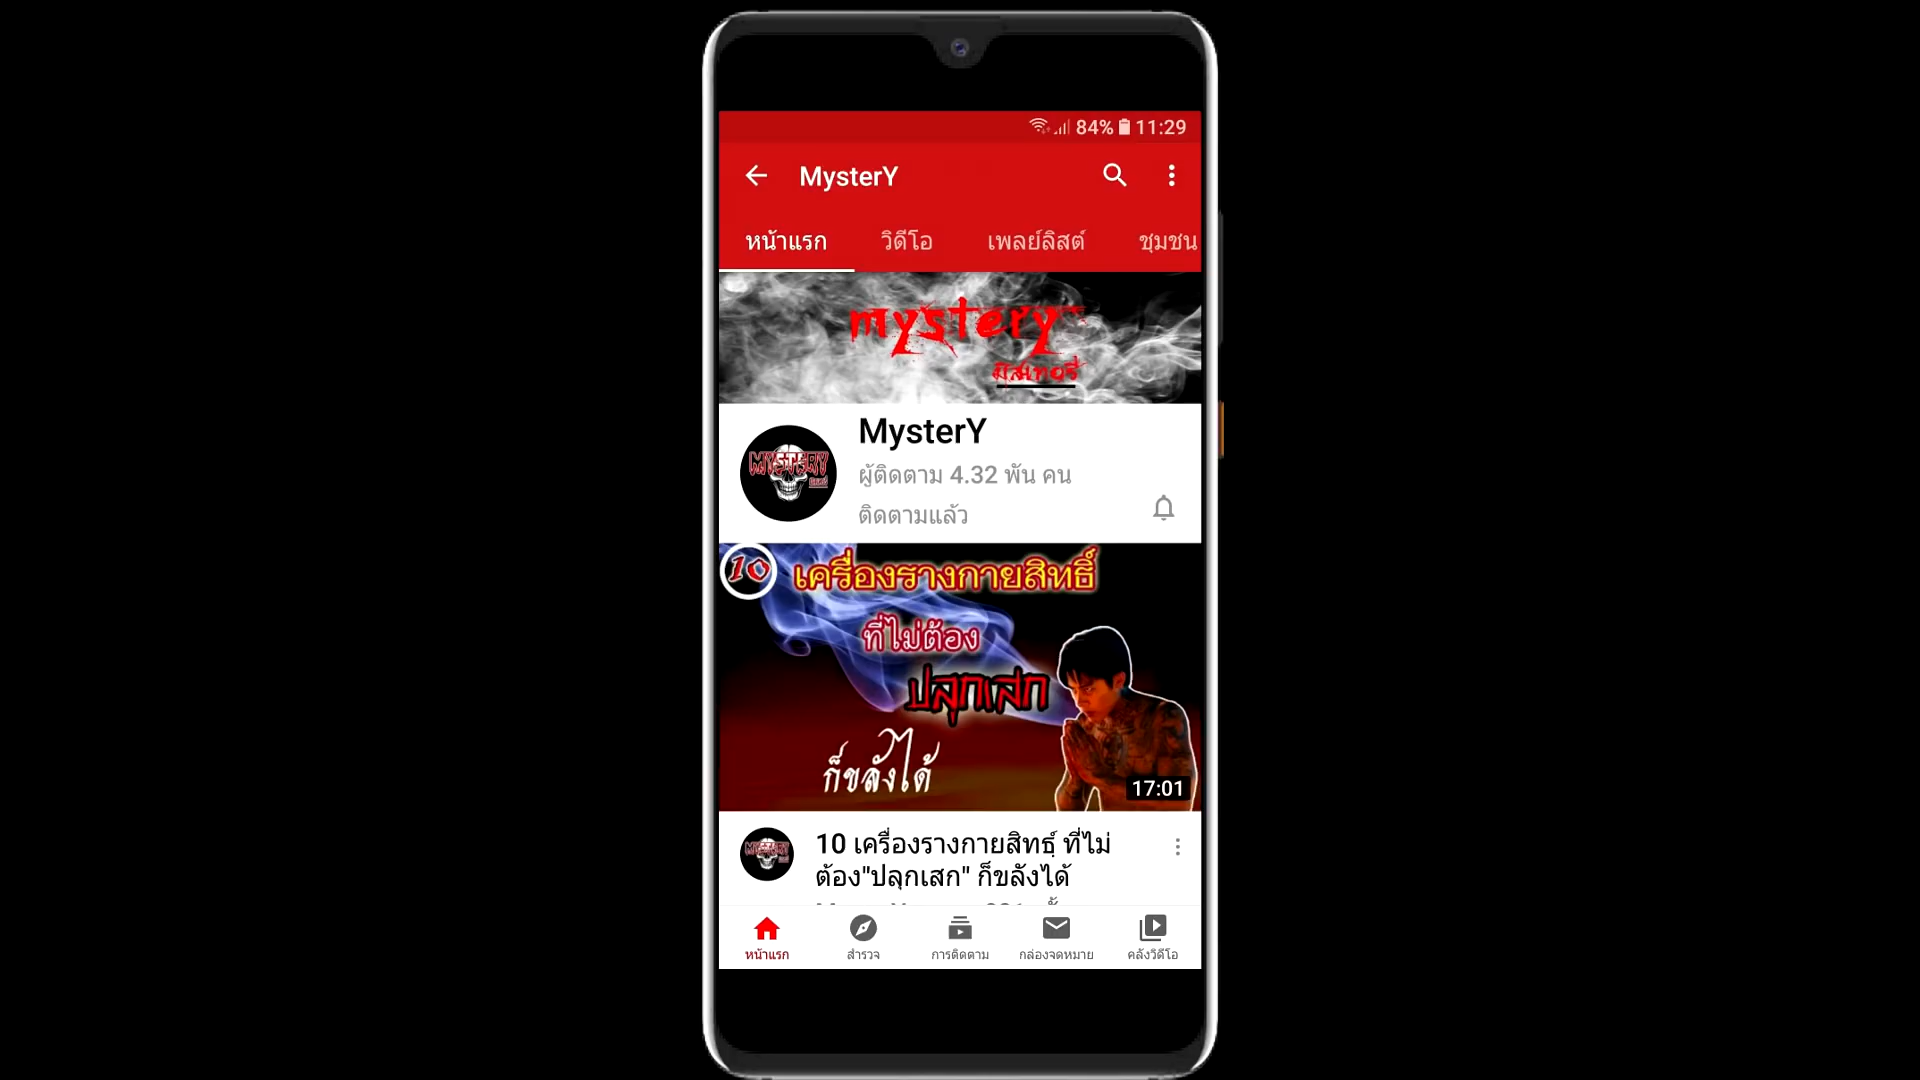 84% 11:29
MysterY
หน้าแรก วิดีโอ เพลย์ลิสต์ ชุมชน
mystery
มิสเทอรี่
MYSTERY
MysterY
ผู้ติดตาม 4.32 พัน คน
ติดตามแล้ว
10 เครื่องรางกายสิทธิ์
ที่ไม่ต้อง
ปลุกเสก
ก็ขลังได้
17:01
10 เครื่องรางกายสิทธิ์ ที่ไม่
ต้อง"ปลุกเสก" ก็ขลังได้
หน้าแรก สำรวจ การติดตาม กล่องจดหมาย คลังวิดีโอ